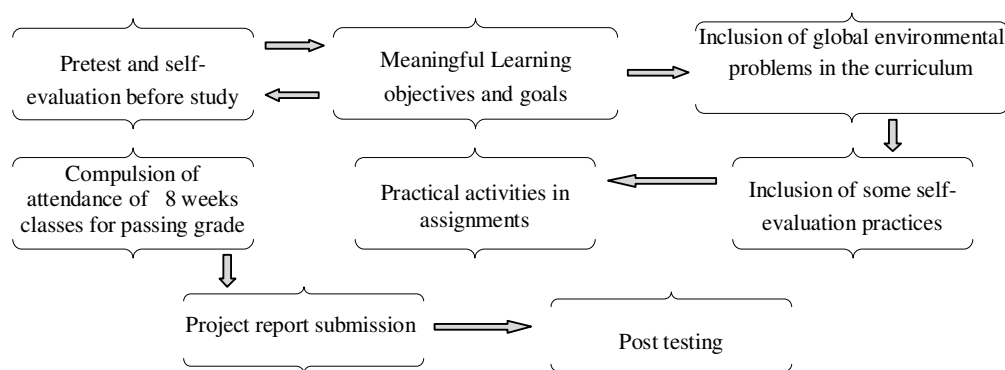 Pretest and self-
evaluation before study
Meaningful Learning
objectives and goals
Inclusion of global environmental
problems in the curriculum
Compulsion of
attendance of 8 weeks
classes for passing grade
Practical activities in
assignments
Inclusion of some self-
evaluation practices
Project report submission
Post testing